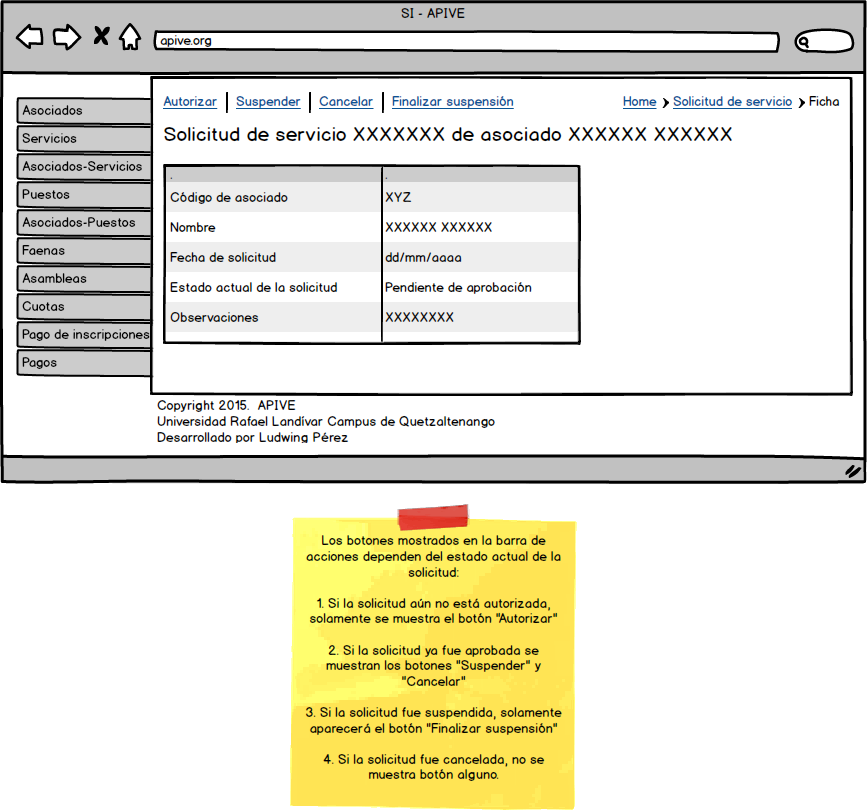 SI - APIVE
apive.org
Autorizar Suspender Cancelar Finalizar suspensión Home Solicitud de servicio Ficha
Solicitud de servicio XXXXXXX de asociado XXXXXX XXXXXX
Asociados
Servicios
Asociados-Servicios
Puestos
Asociados-Puestos
Faenas
Asambleas
Cuotas
Pago de inscripciones
Pagos
. .
Código de asociado XYZ
Nombre XXXXXX XXXXXX
Fecha de solicitud dd/mm/aaaa
Estado actual de la solicitud Pendiente de aprobación
Observaciones XXXXXXXX
Copyright 2015. APIVE
Universidad Rafael Landívar Campus de Quetzaltenango
Desarrollado por Ludwing Pérez
Los botones mostrados en la barra de
acciones dependen del estado actual de la
solicitud:
1. Si la solicitud aún no está autorizada,
solamente se muestra el botón "Autorizar"
2. Si la solicitud ya fue aprobada se
muestran los botones "Suspender" y
"Cancelar"
3. Si la solicitud fue suspendida, solamente
aparecerá el botón "Finalizar suspensión"
4. Si la solicitud fue cancelada, no se
muestra botón alguno.